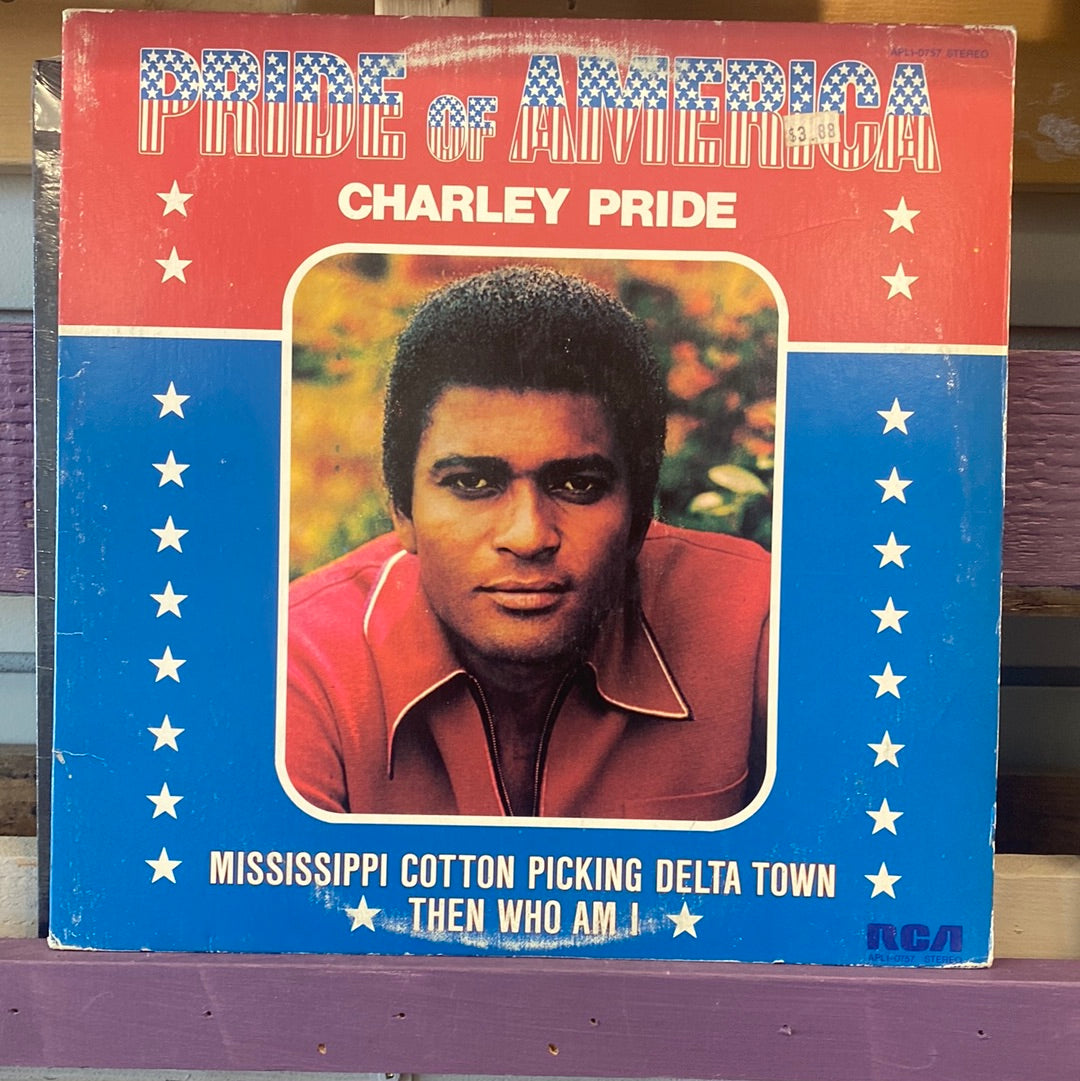 APL1-0757 STEREO
PRIDE OF AMERICA
$3.88
CHARLEY PRIDE
MISSISSIPPI COTTON PICKING DELTA TOWN
THEN WHO AM I
RCA
APL1-0757 STEREO